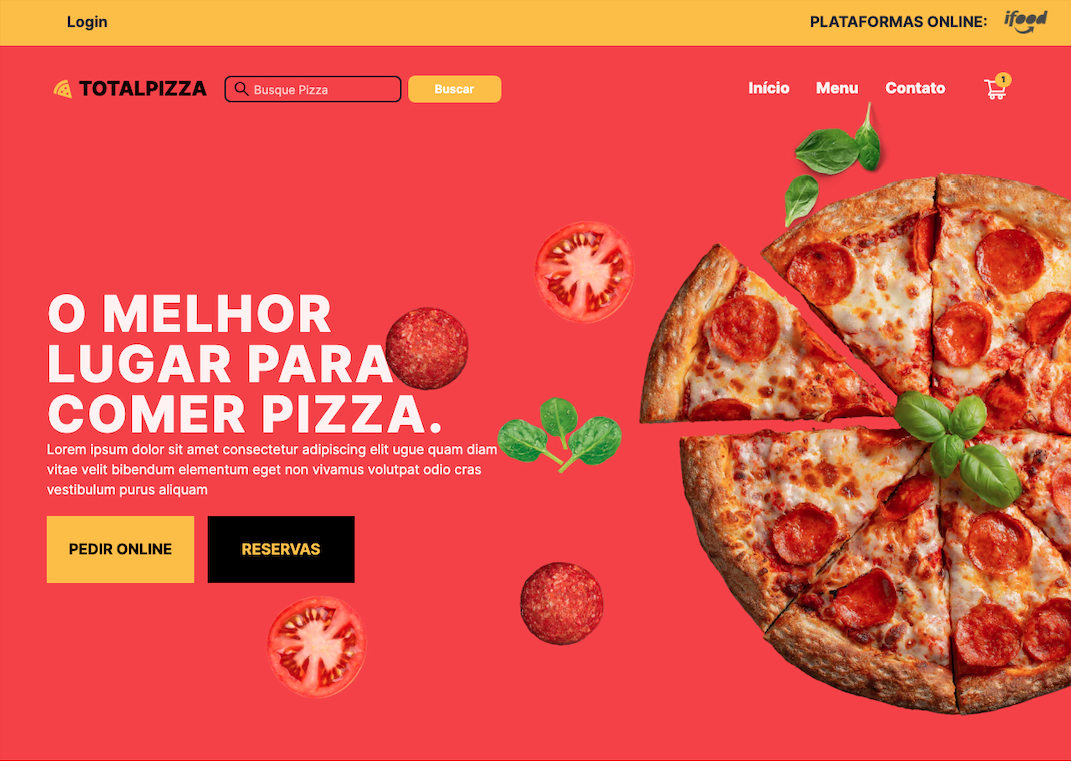 Login
PLATAFORMAS ONLINE:
ifood
TOTALPIZZA
Busque Pizza
Buscar
Início
Menu
Contato
1
O MELHOR
LUGAR PARA
COMER PIZZA.
Lorem ipsum dolor sit amet consectetur adipiscing elit ugue quam diam
vitae velit bibendum elementum eget non vivamus volutpat odio cras
vestibulum purus aliquam
PEDIR ONLINE
RESERVAS